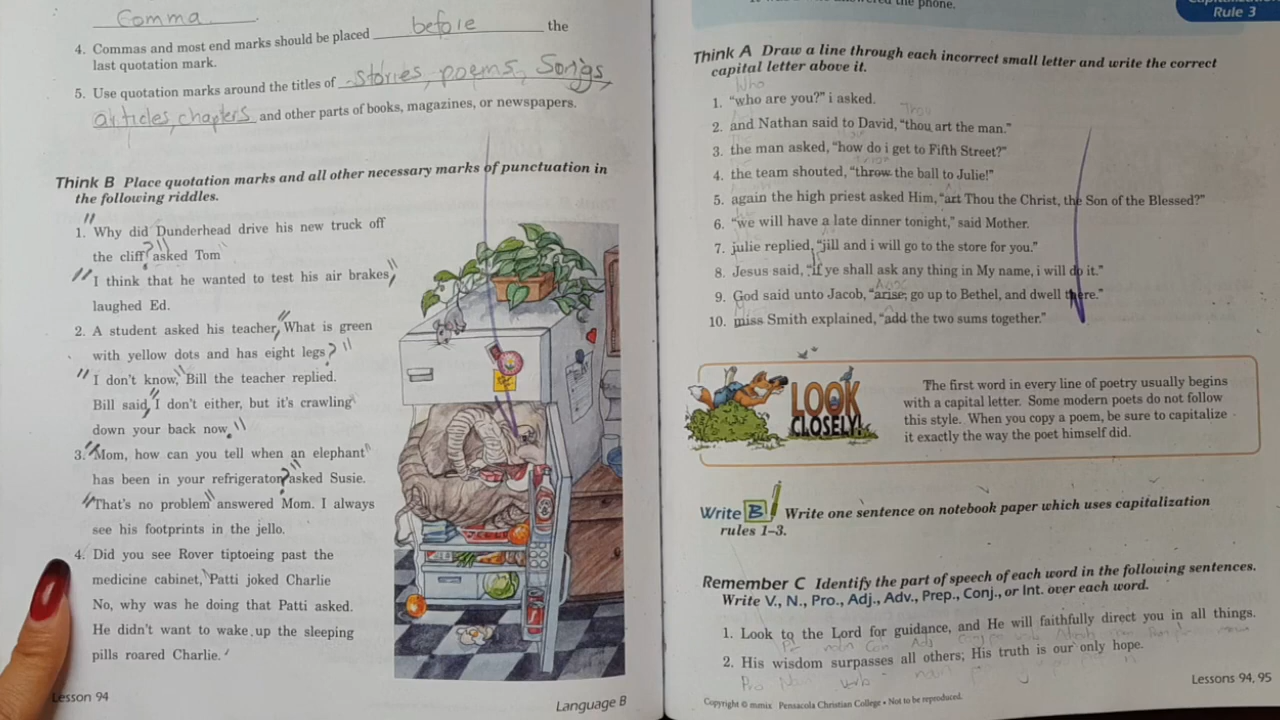 Comma
4. Commas and most end marks should be placed before the
last quotation mark.
5. Use quotation marks around the titles of stories, poems, Songs,
articles, chapters and other parts of books, magazines, or newspapers.
Think B Place quotation marks and all other necessary marks of punctuation in
the following riddles.
1. "Why did Dunderhead drive his new truck off
the cliff?" asked Tom
"I think that he wanted to test his air brakes,"
laughed Ed.
2. A student asked his teacher, "What is green
with yellow dots and has eight legs?"
"I don't know," Bill the teacher replied.
Bill said, "I don't either, but it's crawling
down your back now."
3. "Mom, how can you tell when an elephant"
has been in your refrigerator?" asked Susie.
"That's no problem" answered Mom. I always
see his footprints in the jello.
4. Did you see Rover tiptoeing past the
medicine cabinet, "Patti joked Charlie
No, why was he doing that Patti asked.
He didn't want to wake up the sleeping
pills roared Charlie.
Lesson 94
Language B
the phone.
Rule 3
Think A Draw a line through each incorrect small letter and write the correct
capital letter above it.
Who
1. "who are you?" i asked.
2. and Nathan said to David, "thou art the man."
3. the man asked, "how do i get to Fifth Street?"
4. the team shouted, "throw the ball to Julie!"
5. again the high priest asked Him, "art Thou the Christ, the Son of the Blessed?"
6. "we will have a late dinner tonight," said Mother.
7. julie replied, "jill and i will go to the store for you."
8. Jesus said, "If ye shall ask any thing in My name, i will do it."
9. God said unto Jacob, "arise, go up to Bethel, and dwell there."
10. miss Smith explained, "add the two sums together."
LOOK
CLOSELY!
The first word in every line of poetry usually begins
with a capital letter. Some modern poets do not follow
this style. When you copy a poem, be sure to capitalize
it exactly the way the poet himself did.
Write B Write one sentence on notebook paper which uses capitalization
rules 1–3.
Remember C Identify the part of speech of each word in the following sentences.
Write V., N., Pro., Adj., Adv., Prep., Conj., or Int. over each word.
1. Look to the Lord for guidance, and He will faithfully direct you in all things.
2. His wisdom surpasses all others; His truth is our only hope.
Pro Noun verb
Lessons 94, 95
Copyright © mmix Pensacola Christian College • Not to be reproduced.